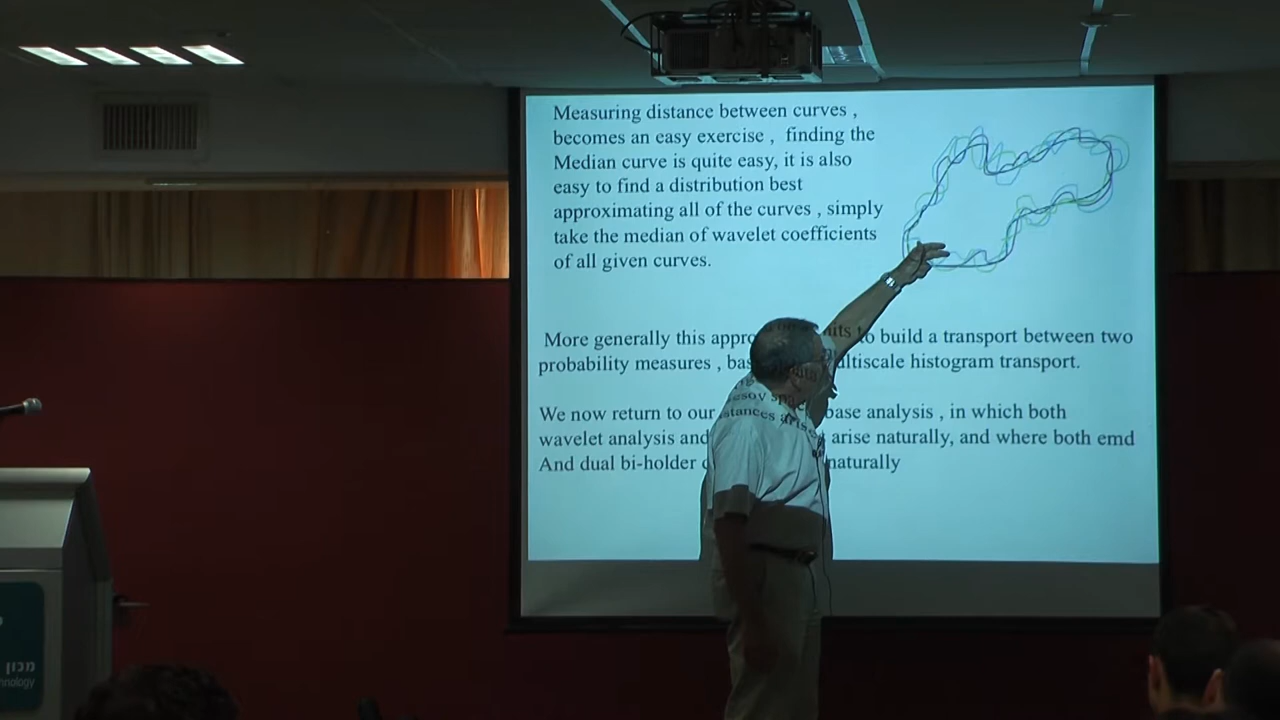 Measuring distance between curves ,
becomes an easy exercise , finding the
Median curve is quite easy, it is also
easy to find a distribution best
approximating all of the curves , simply
take the median of wavelet coefficients
of all given curves.
More generally this to build a transport between two
probability measures , histogram transport.
We now return to our base analysis , in which both
wavelet analysis and arise naturally, and where both emd
And dual bi-holder naturally
מכון